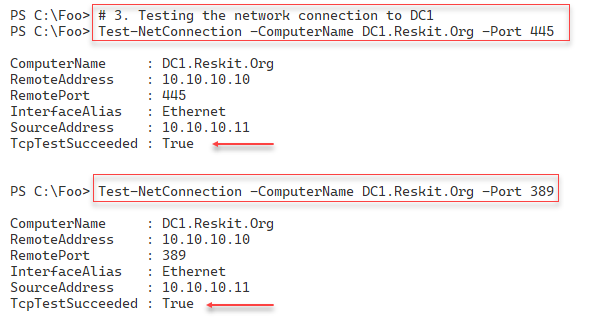 PS C:\Foo> # 3. Testing the network connection to DC1
PS C:\Foo> Test-NetConnection -ComputerName DC1.Reskit.Org -Port 445
ComputerName     : DC1.Reskit.Org
RemoteAddress    : 10.10.10.10
RemotePort       : 445
InterfaceAlias   : Ethernet
SourceAddress    : 10.10.10.11
TcpTestSucceeded : True
PS C:\Foo> Test-NetConnection -ComputerName DC1.Reskit.Org -Port 389
ComputerName     : DC1.Reskit.Org
RemoteAddress    : 10.10.10.10
RemotePort       : 389
InterfaceAlias   : Ethernet
SourceAddress    : 10.10.10.11
TcpTestSucceeded : True